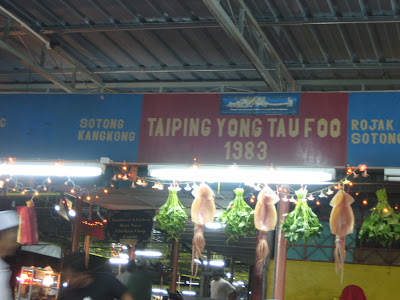 SOTONG
KANGKONG
TAIPING YONG TAU FOO
1983
ROJAK
SOTONG